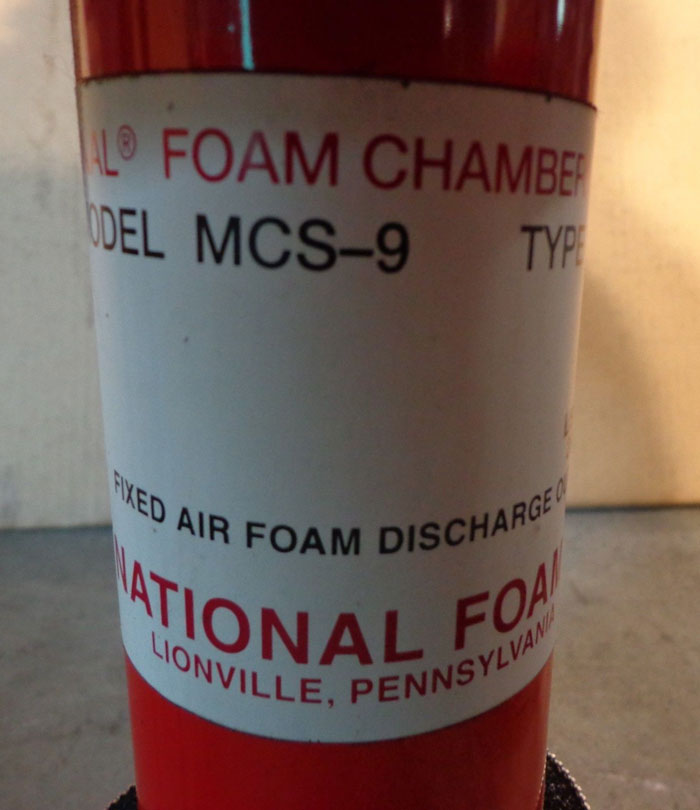 AL® FOAM CHAMBER
ODEL MCS–9 TYPE
FIXED AIR FOAM DISCHARGE O
NATIONAL FOAM
LIONVILLE, PENNSYLVANIA